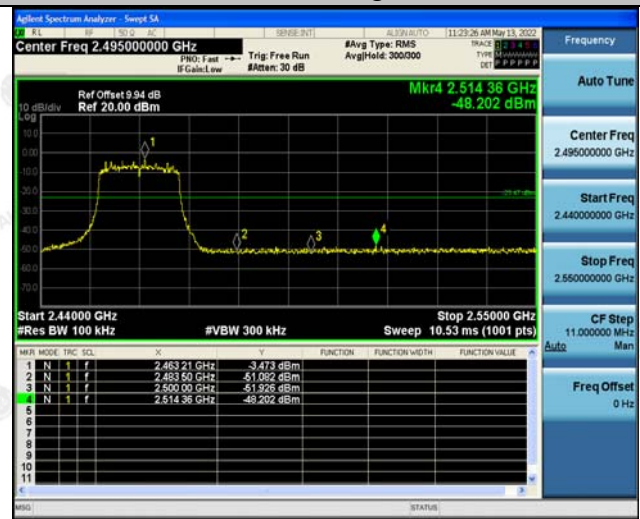 Agilent Spectrum Analyzer - Swept SA
RL RF 50 Ω AC SENSE:INT ALIGNAUTO 11:23:26 AM May 13, 2022
Center Freq 2.495000000 GHz
PNO: Fast
IFGain:Low
Trig: Free Run
#Atten: 30 dB
#Avg Type: RMS
Avg|Hold: 300/300
TRACE 1 2 3 4 5 6
TYPE
DET P P P P P P
Frequency
Auto Tune
Center Freq
2.495000000 GHz
Start Freq
2.440000000 GHz
Stop Freq
2.550000000 GHz
CF Step
11.000000 MHz
Auto Man
Freq Offset
0 Hz
Ref Offset 9.94 dB
10 dB/div Ref 20.00 dBm
Log
Mkr4 2.514 36 GHz
-48.202 dBm
10.0
0.00
-10.0
-20.0
-30.0
-40.0
-50.0
-60.0
-70.0
1
2
3
4
Start 2.44000 GHz Stop 2.55000 GHz
#Res BW 100 kHz #VBW 300 kHz Sweep 10.53 ms (1001 pts)
MKR MODE TRC SCL X Y FUNCTION FUNCTION WIDTH FUNCTION VALUE
1 N 1 f 2.463 21 GHz -3.473 dBm
2 N 1 f 2.483 50 GHz -51.082 dBm
3 N 1 f 2.500 00 GHz -51.926 dBm
4 N 1 f 2.514 36 GHz -48.202 dBm
5
6
7
8
9
10
11
MSG STATUS